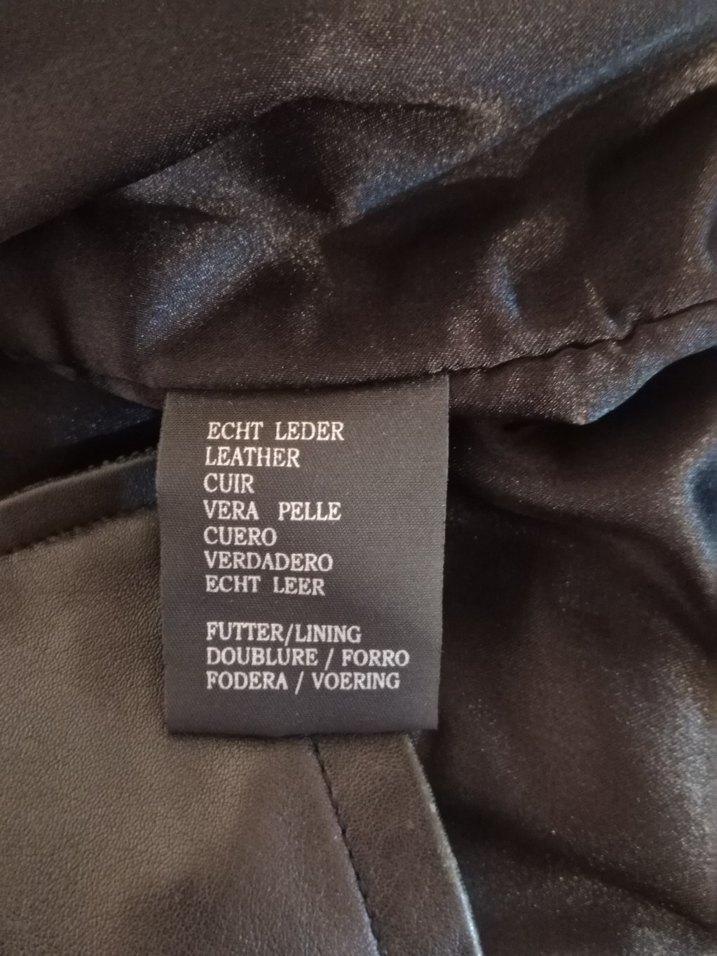 ECHT LEDER
LEATHER
CUIR
VERA PELLE
CUERO
VERDADERO
ECHT LEER
FUTTER/LINING
DOUBLURE / FORRO
FODERA / VOERING